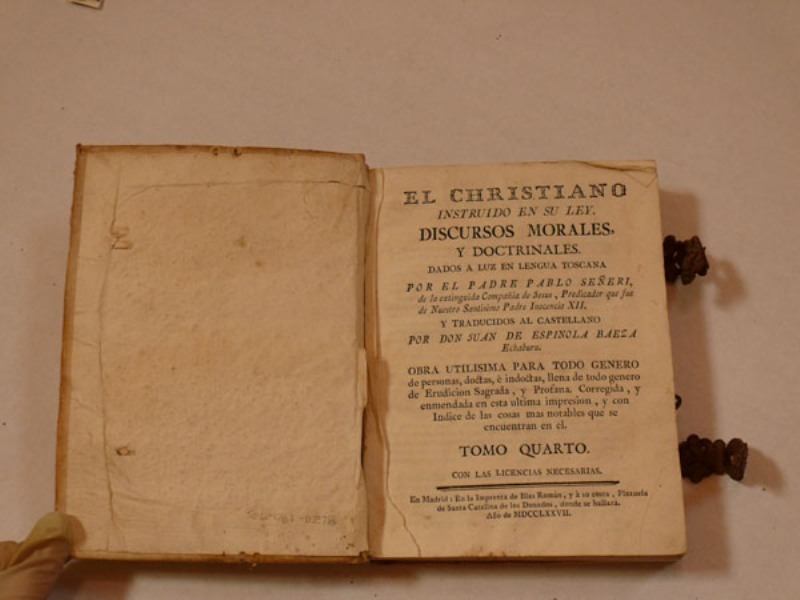 EL CHRISTIANO
INSTRUIDO EN SU LEY.
DISCURSOS MORALES,
Y DOCTRINALES.
DADOS A LUZ EN LENGUA TOSCANA
POR EL PADRE PABLO SEÑERI,
de la extinguida Compañia de Jesus, Predicador que fue
de Nuestro Santisimo Padre Inocencio XII.
Y TRADUCIDOS AL CASTELLANO
POR DON JUAN DE ESPINOLA BAEZA
Echaburu.
OBRA UTILISIMA PARA TODO GENERO
de personas, doctas, è indoctas, llena de todo genero
de Erudicion Sagrada, y Profana. Corregida, y
enmendada en esta ultima impresion, y con
Indice de las cosas mas notables que se
encuentran en el.
TOMO QUARTO.
CON LAS LICENCIAS NECESARIAS.
En Madrid: En la Imprenta de Blas Román, y à su costa, Plazuela
de Santa Catalina de los Donados, donde se hallará.
Año de MDCCLXXVII.